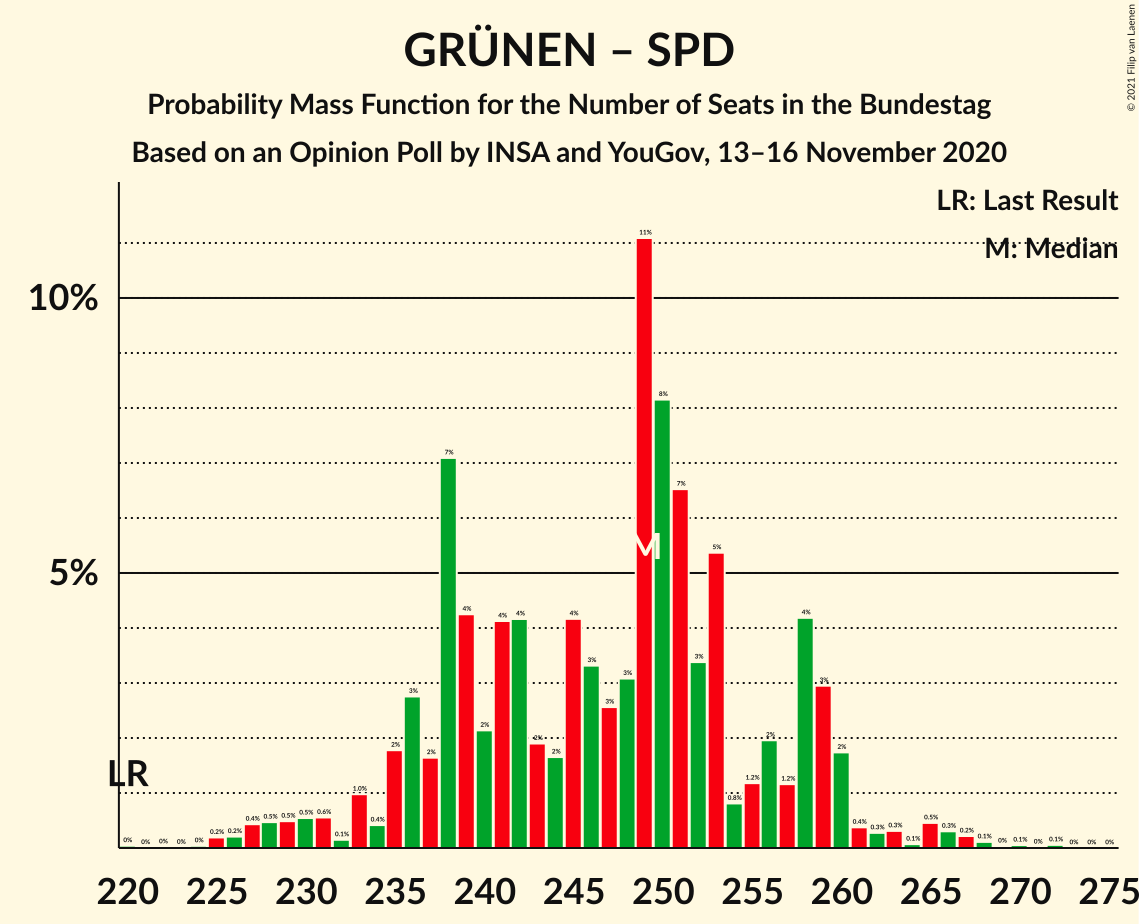 GRÜNEN – SPD
Probability Mass Function for the Number of Seats in the Bundestag
Based on an Opinion Poll by INSA and YouGov, 13–16 November 2020
© 2021 Filip van Laenen
LR: Last Result
M: Median
10%
5%
LR
M
0% 0% 0% 0% 0% 0.2% 0.2% 0.4% 0.5% 0.5% 0.5% 0.6% 0.1% 1.0% 0.4% 2% 3% 2% 7% 4% 2% 4% 4% 2% 2% 4% 3% 3% 3% 11% 8% 7% 3% 5% 0.8% 1.2% 2% 1.2% 4% 3% 2% 0.4% 0.3% 0.3% 0.1% 0.5% 0.3% 0.2% 0.1% 0% 0.1% 0% 0.1% 0% 0% 0%
220 225 230 235 240 245 250 255 260 265 270 275